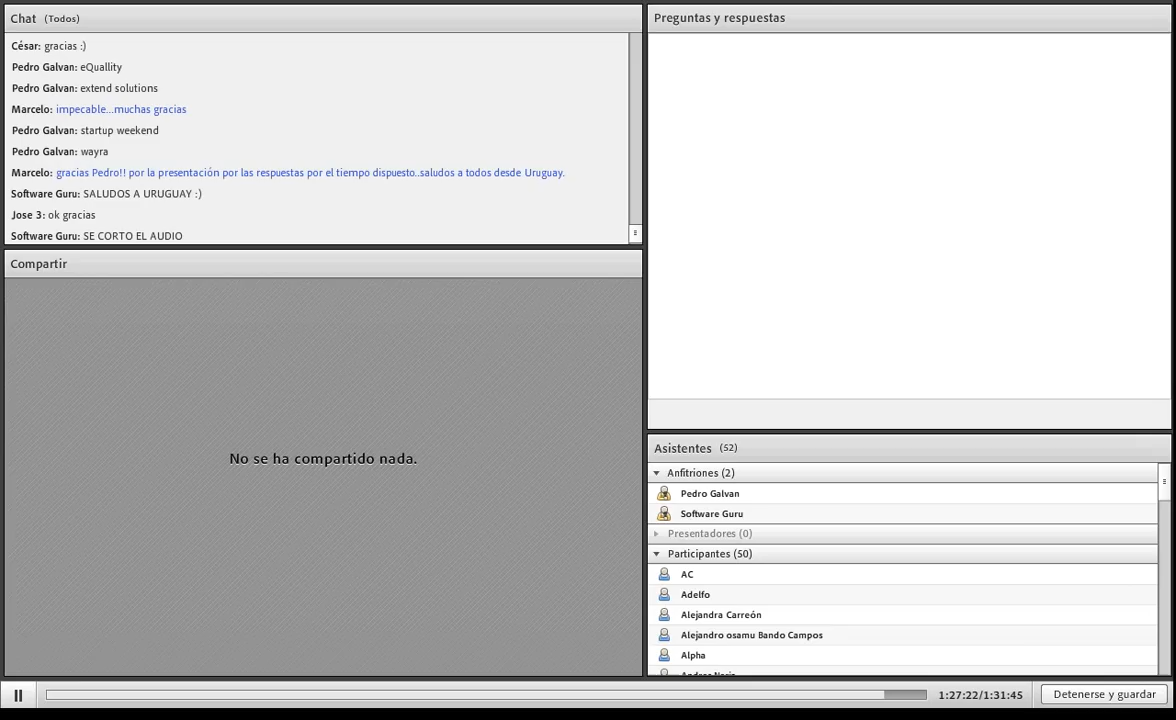 Chat (Todos)
César: gracias :)
Pedro Galvan: eQuallity
Pedro Galvan: extend solutions
Marcelo: impecable...muchas gracias
Pedro Galvan: startup weekend
Pedro Galvan: wayra
Marcelo: gracias Pedro!! por la presentación por las respuestas por el tiempo dispuesto..saludos a todos desde Uruguay.
Software Guru: SALUDOS A URUGUAY :)
Jose 3: ok gracias
Software Guru: SE CORTO EL AUDIO
Compartir
No se ha compartido nada.
Preguntas y respuestas
Asistentes (52)
Anfitriones (2)
Pedro Galvan
Software Guru
Presentadores (0)
Participantes (50)
AC
Adelfo
Alejandra Carreón
Alejandro osamu Bando Campos
Alpha
1:27:22/1:31:45
Detenerse y guardar